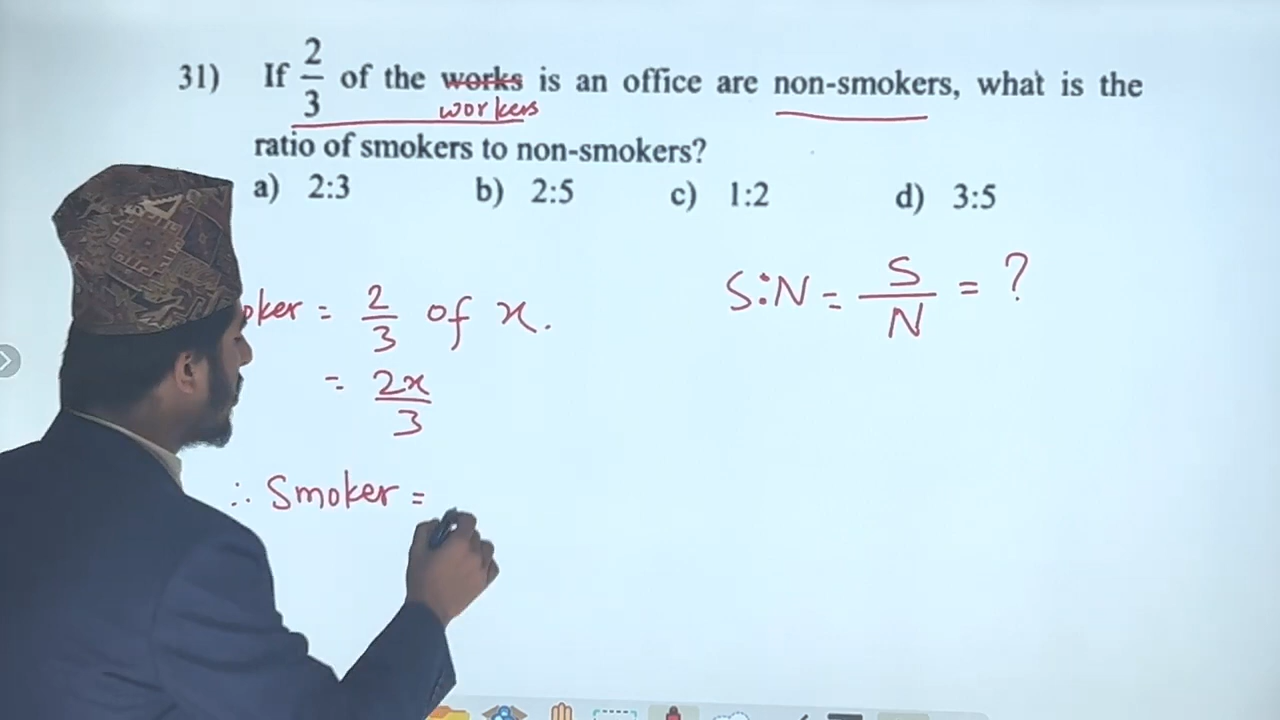 31) If 2/3 of the works is an office are non-smokers, what is the
workers
ratio of smokers to non-smokers?
a) 2:3 b) 2:5 c) 1:2 d) 3:5
S:N = S/N = ?
oker = 2/3 of x.
= 2x/3
∴ Smoker =